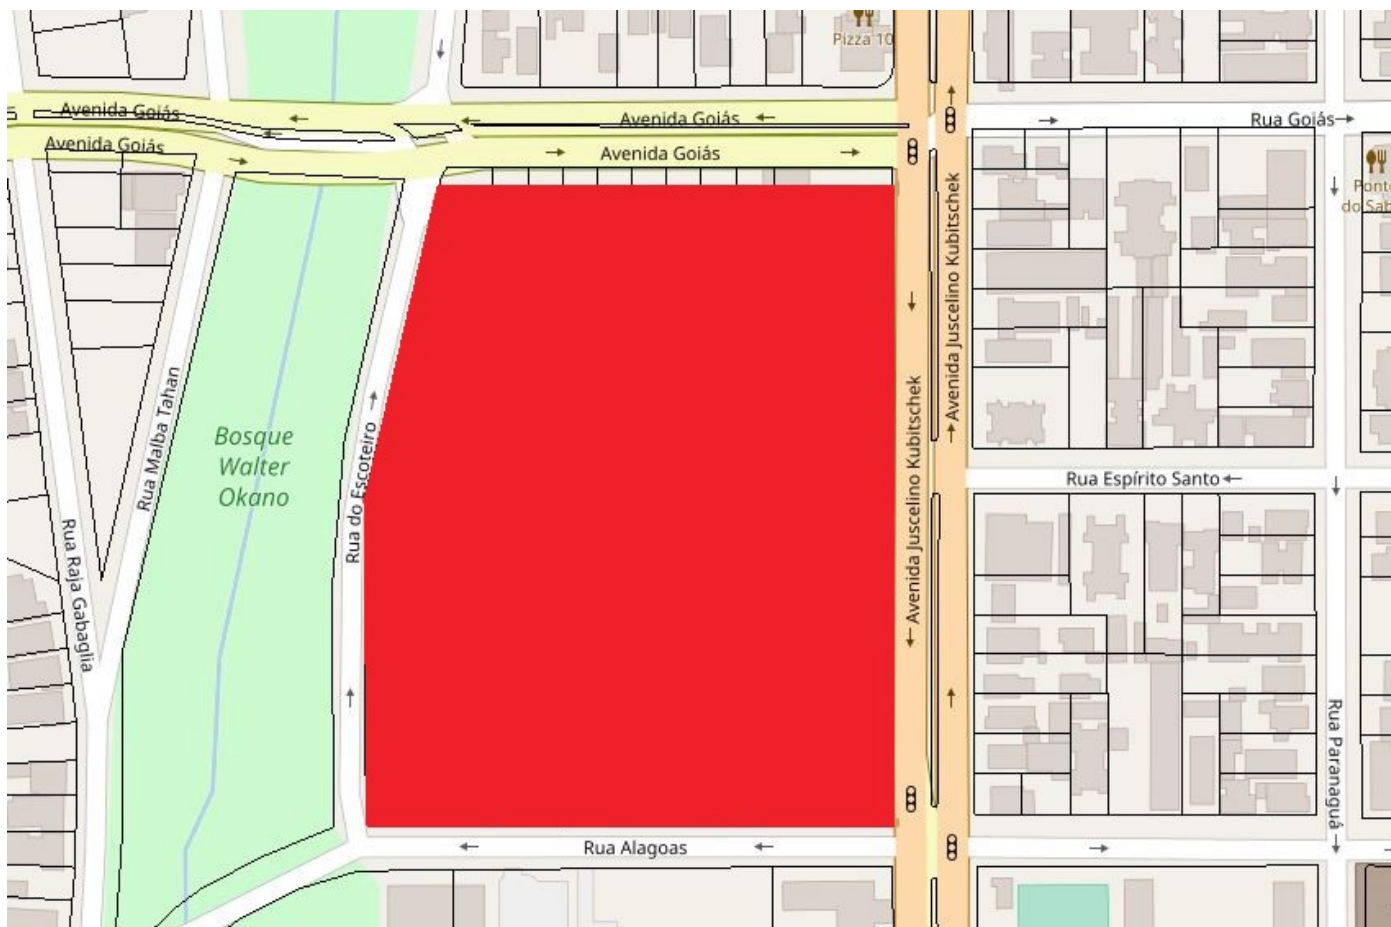 Pizza 10
Avenida Goiás
Avenida Goiás
Rua Goiás
Avenida Goiás
Avenida Goiás
Ponto
do Sab
Avenida Juscelino Kubitschek
Rua Malba Tahan
Bosque
Walter
Okano
Rua do Escoteiro
Avenida Juscelino Kubitschek
Rua Espírito Santo
Rua Raja Gabaglia
Rua Paranaguá
Rua Alagoas